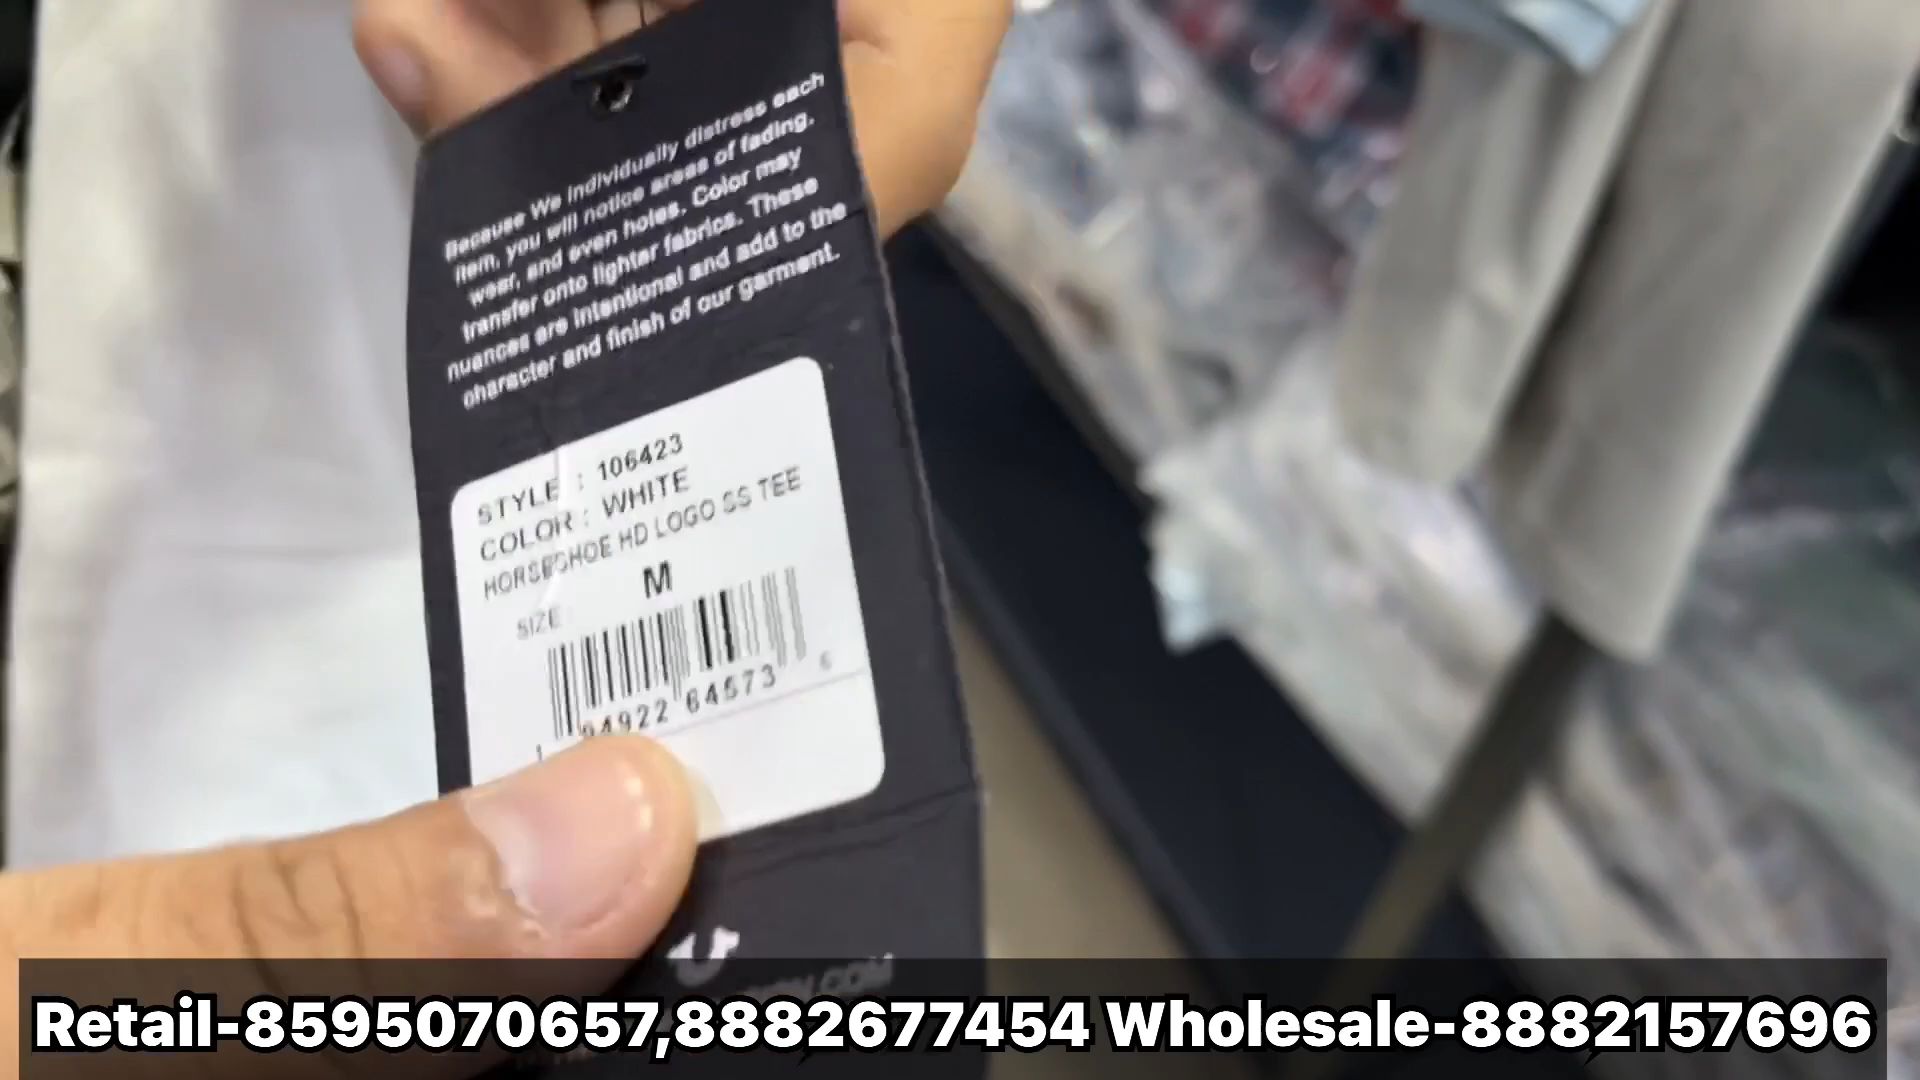 Because We individually distress each
item, you will notice areas of fading,
wear, and even holes. Color may
transfer onto lighter fabrics. These
nuances are intentional and add to the
character and finish of our garment.
STYLE : 106423
COLOR : WHITE
HORSESHOE HD LOGO SS TEE
SIZE M
1 94922 64573 6
Retail-8595070657,8882677454 Wholesale-8882157696